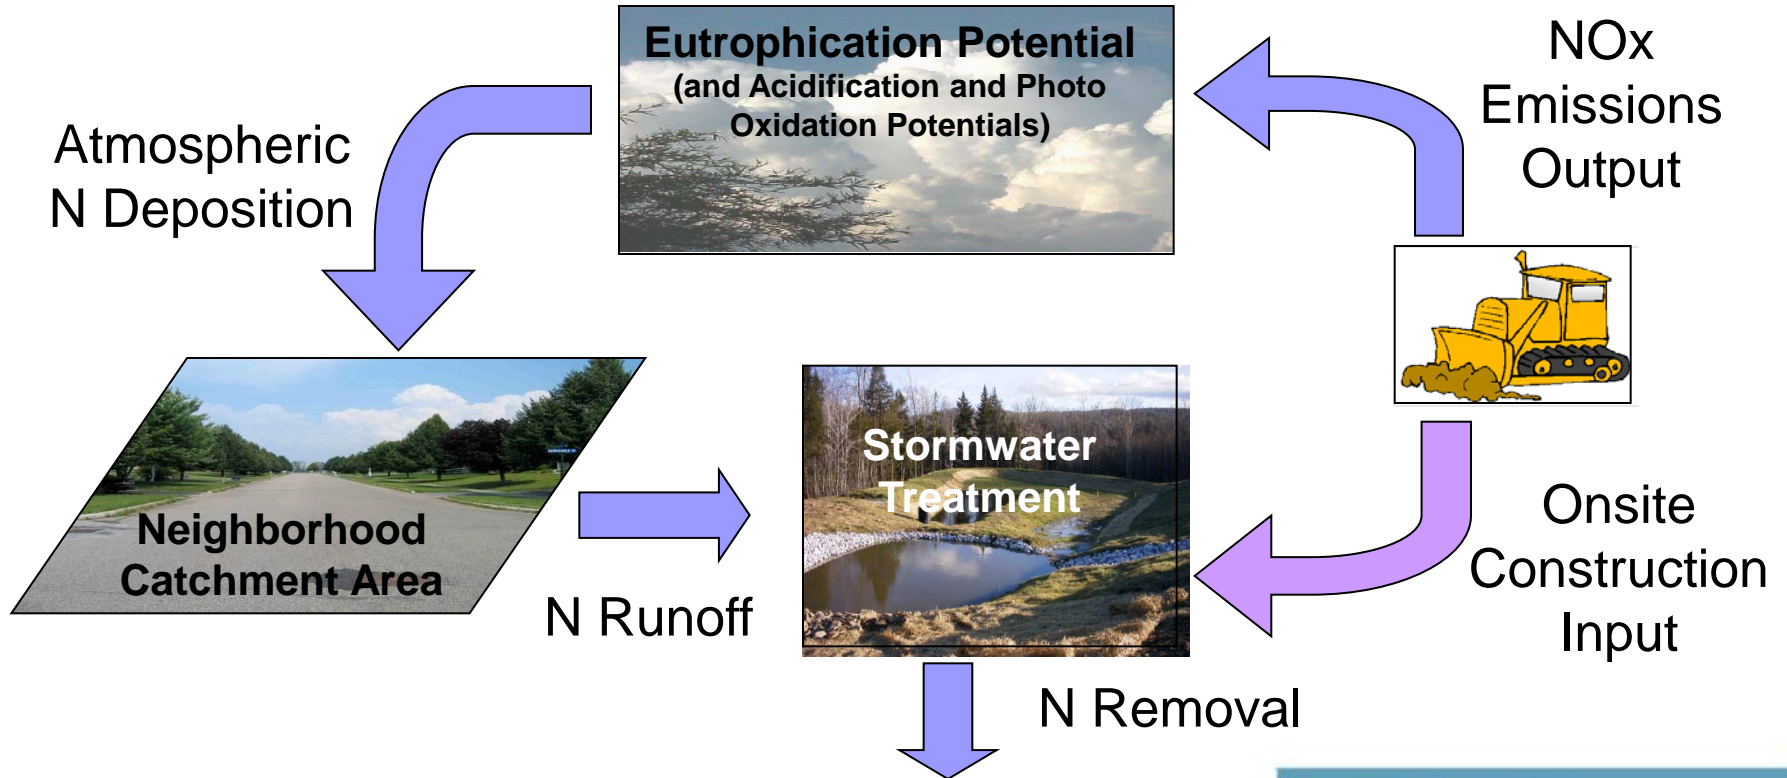 Eutrophication Potential
(and Acidification and Photo
Oxidation Potentials)
NOx
Emissions
Output
Atmospheric
N Deposition
Neighborhood
Catchment Area
N Runoff
Stormwater
Treatment
Onsite
Construction
Input
N Removal